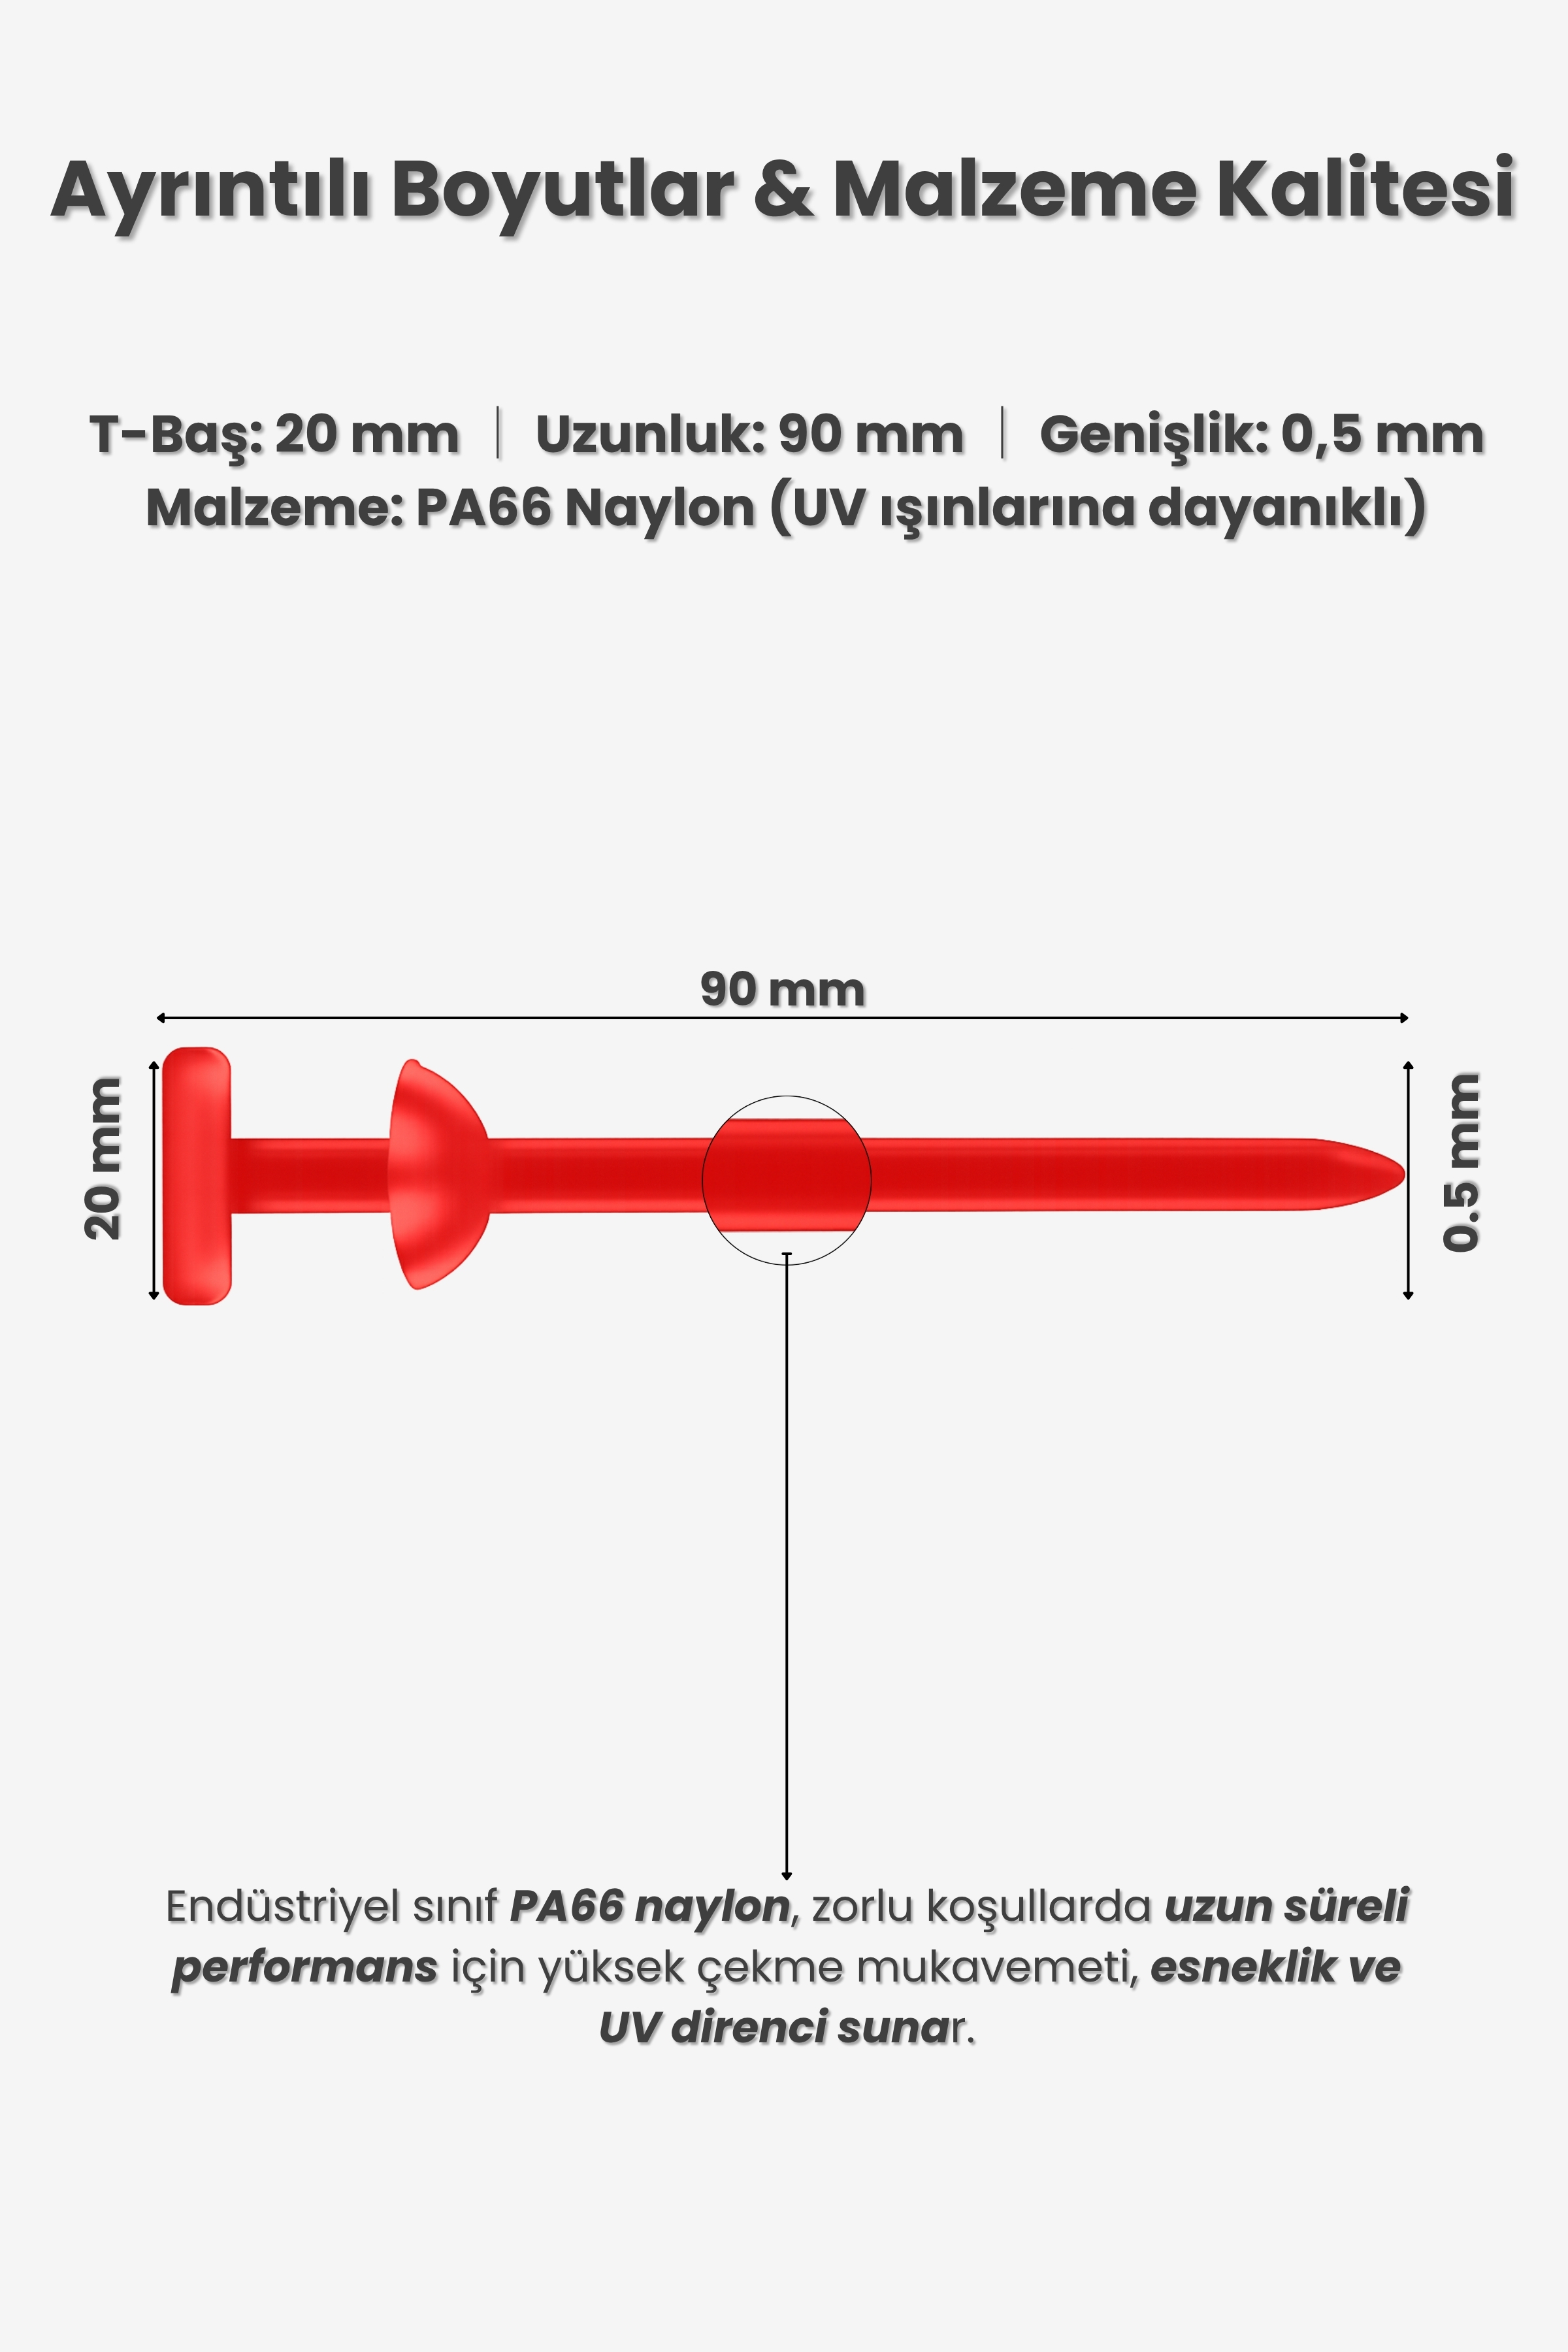 Ayrıntılı Boyutlar & Malzeme Kalitesi
T-Baş: 20 mm | Uzunluk: 90 mm | Genişlik: 0,5 mm
Malzeme: PA66 Naylon (UV ışınlarına dayanıklı)
90 mm
20 mm
0.5 mm
Endüstriyel sınıf PA66 naylon, zorlu koşullarda uzun süreli
performans için yüksek çekme mukavemeti, esneklik ve
UV direnci sunar.